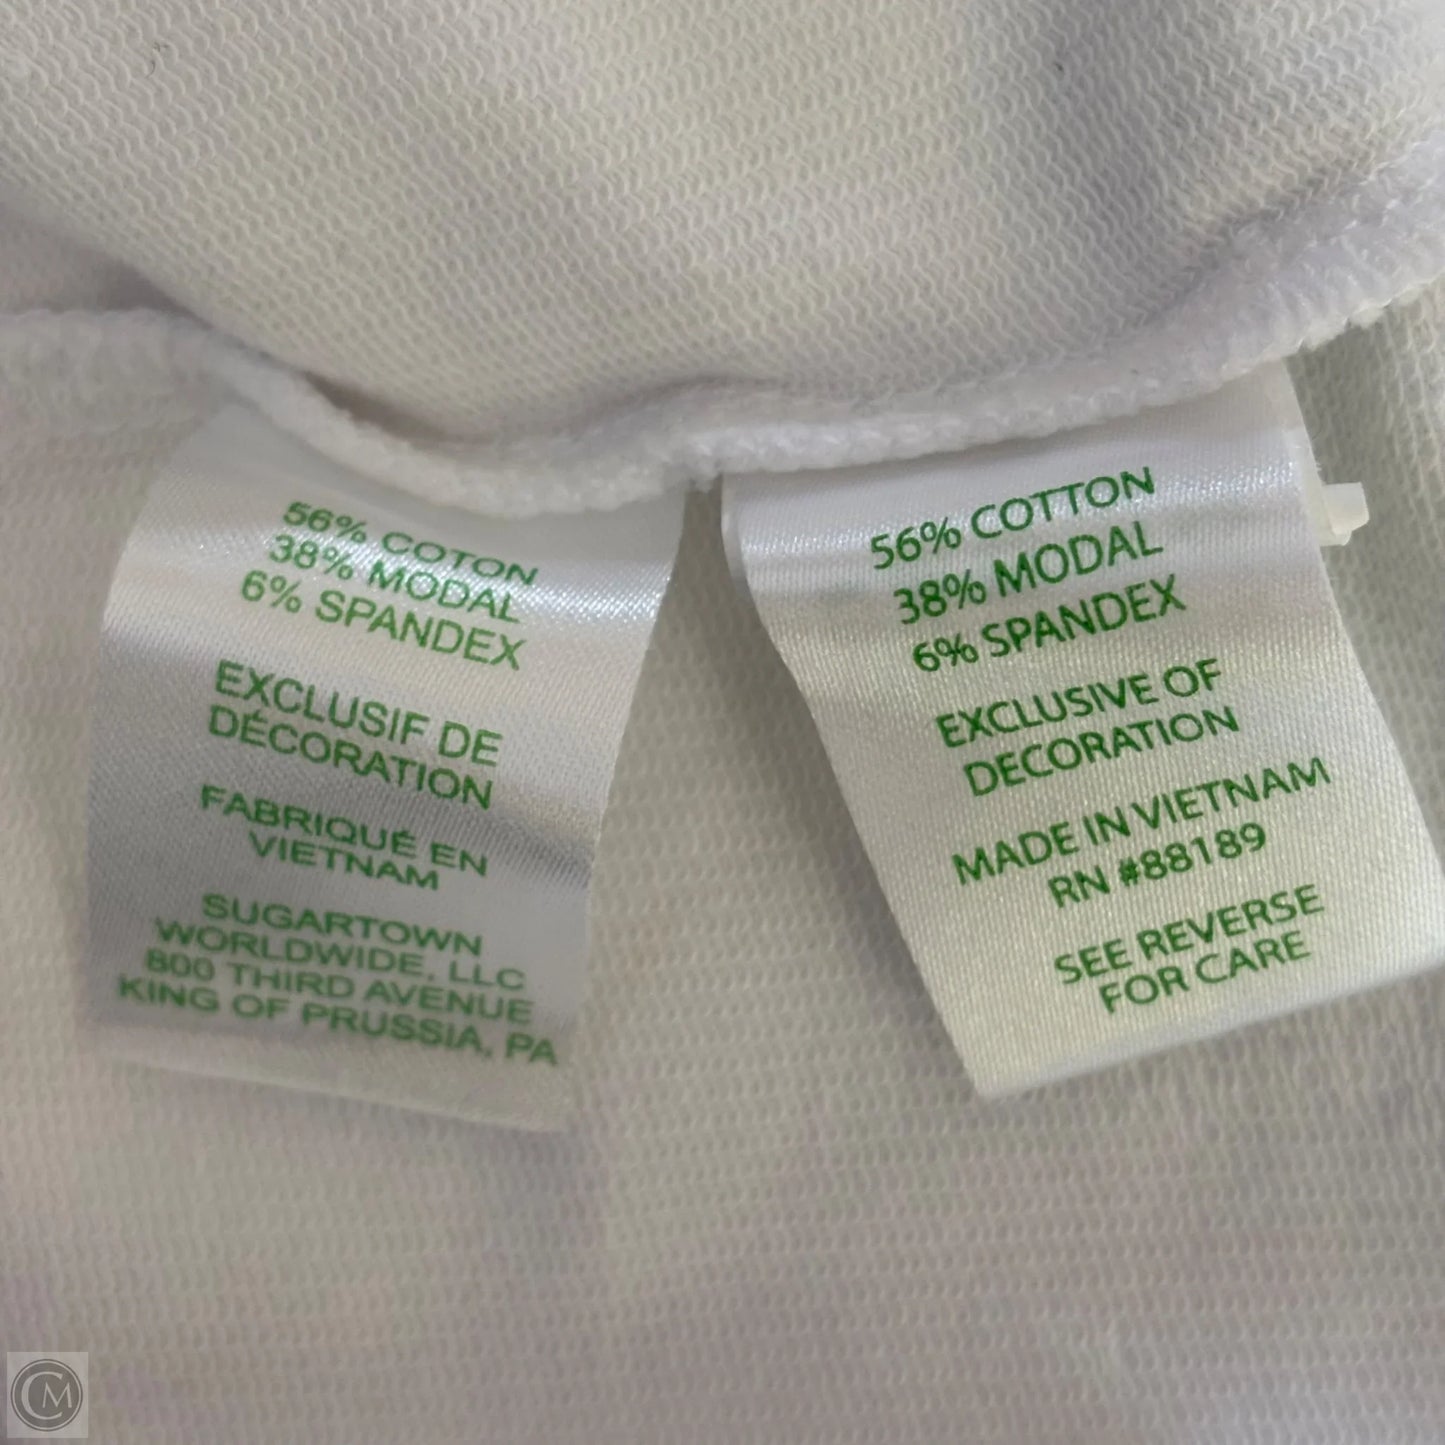 56% COTON
38% MODAL
6% SPANDEX
EXCLUSIF DE
DÉCORATION
FABRIQUÉ EN
VIETNAM
SUGARTOWN
WORLDWIDE, LLC
800 THIRD AVENUE
KING OF PRUSSIA, PA
56% COTTON
38% MODAL
6% SPANDEX
EXCLUSIVE OF
DECORATION
MADE IN VIETNAM
RN #88189
SEE REVERSE
FOR CARE
CM